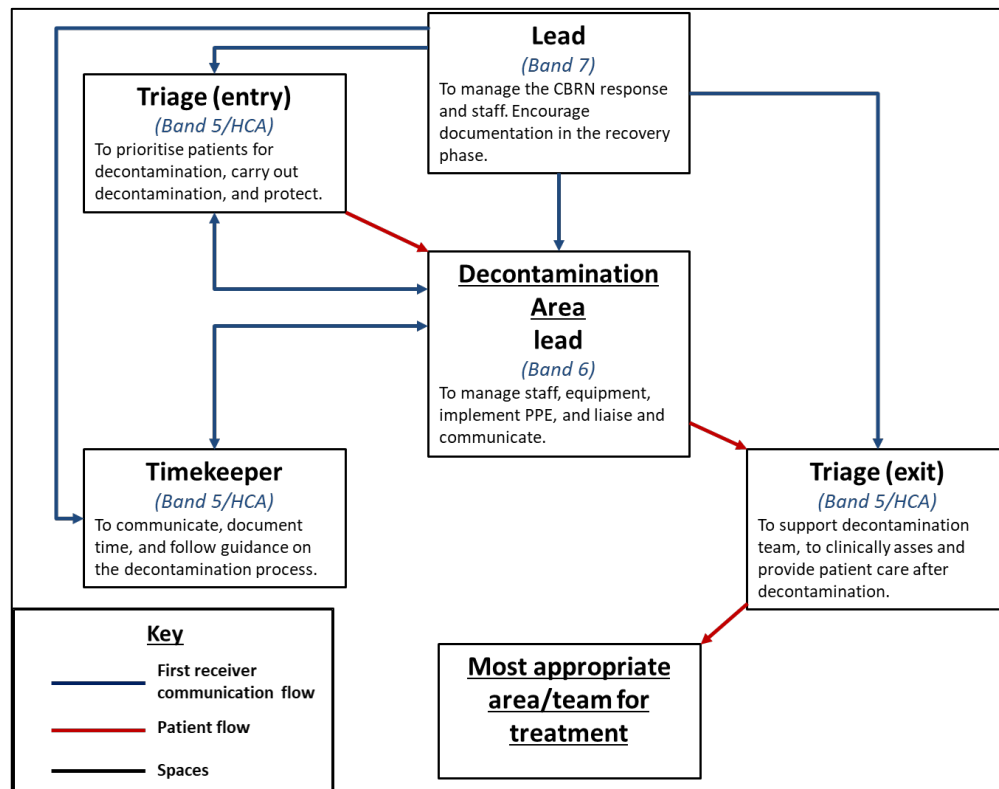 Lead
(Band 7)
To manage the CBRN response
and staff. Encourage
documentation in the recovery
phase.
Triage (entry)
(Band 5/HCA)
To prioritise patients for
decontamination, carry out
decontamination, and protect.
Decontamination
Area
lead
(Band 6)
To manage staff, equipment,
implement PPE, and liaise and
communicate.
Timekeeper
(Band 5/HCA)
To communicate, document
time, and follow guidance on
the decontamination process.
Triage (exit)
(Band 5/HCA)
To support decontamination
team, to clinically asses and
provide patient care after
decontamination.
Most appropriate
area/team for
treatment
Key
First receiver
communication flow
Patient flow
Spaces